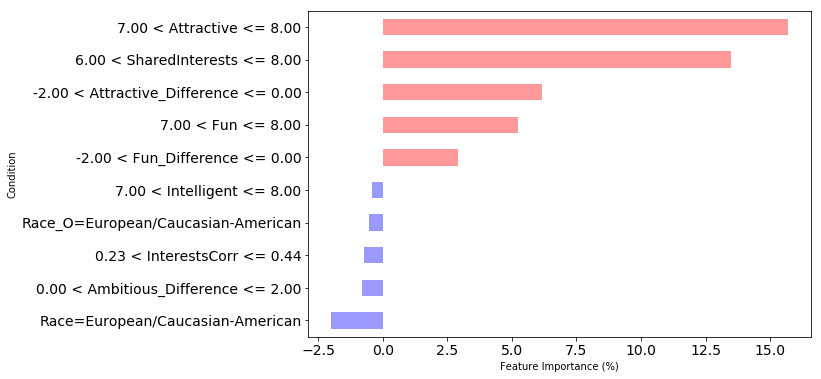 7.00 < Attractive <= 8.00
6.00 < SharedInterests <= 8.00
-2.00 < Attractive_Difference <= 0.00
7.00 < Fun <= 8.00
-2.00 < Fun_Difference <= 0.00
7.00 < Intelligent <= 8.00
Race_O=European/Caucasian-American
0.23 < InterestsCorr <= 0.44
0.00 < Ambitious_Difference <= 2.00
Race=European/Caucasian-American
Condition
−2.5 0.0 2.5 5.0 7.5 10.0 12.5 15.0
Feature Importance (%)